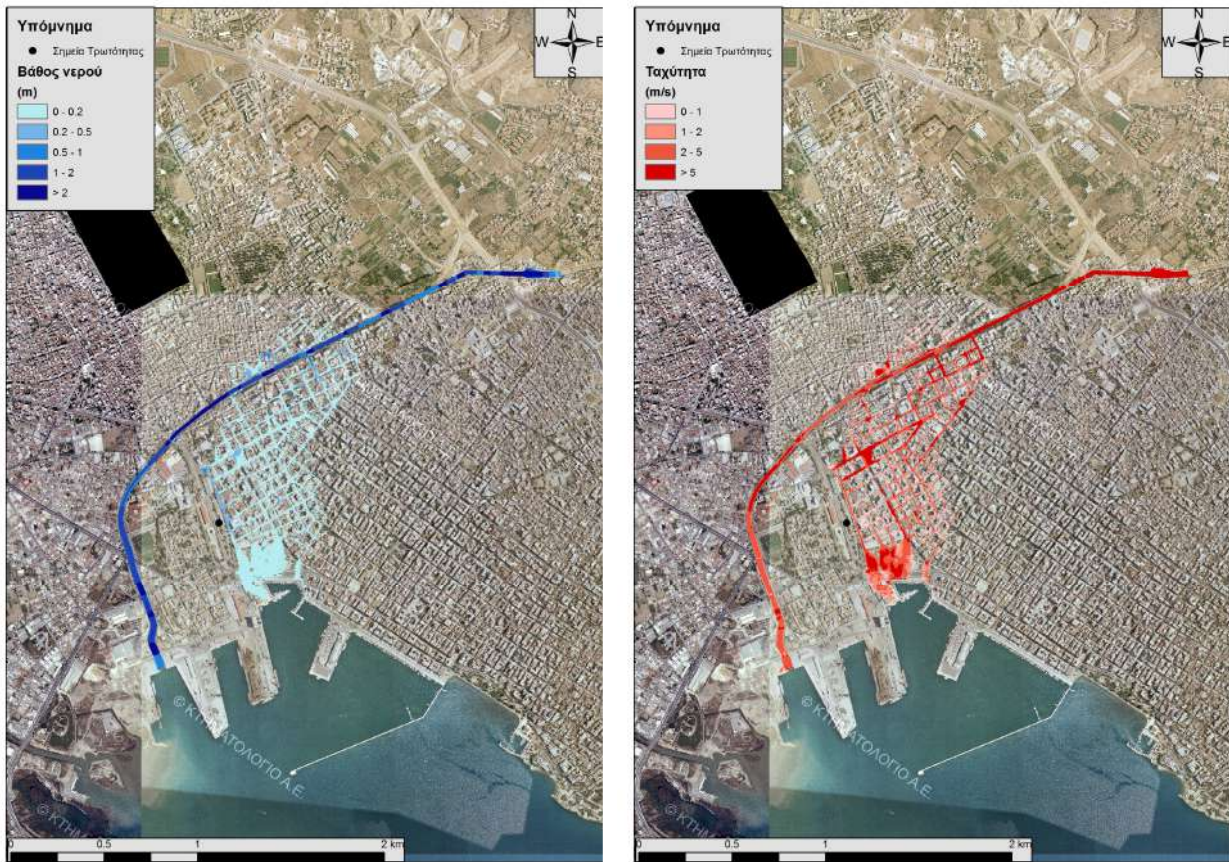 Υπόμνημα
Σημεία Τρωτότητας
Βάθος νερού
(m)
0 - 0.2
0.2 - 0.5
0.5 - 1
1 - 2
> 2
N
W E
S
© ΚΤΗΜΑΤΟΛΟΓΙΟ Α.Ε.
© ΚΤΗΜ
0 0.5 1 2 km
Υπόμνημα
Σημεία Τρωτότητας
Ταχύτητα
(m/s)
0 - 1
1 - 2
2 - 5
> 5
N
W E
S
© ΚΤΗΜΑΤΟΛΟΓΙΟ Α.Ε.
© ΚΤΗΜ
0 0.5 1 2 km